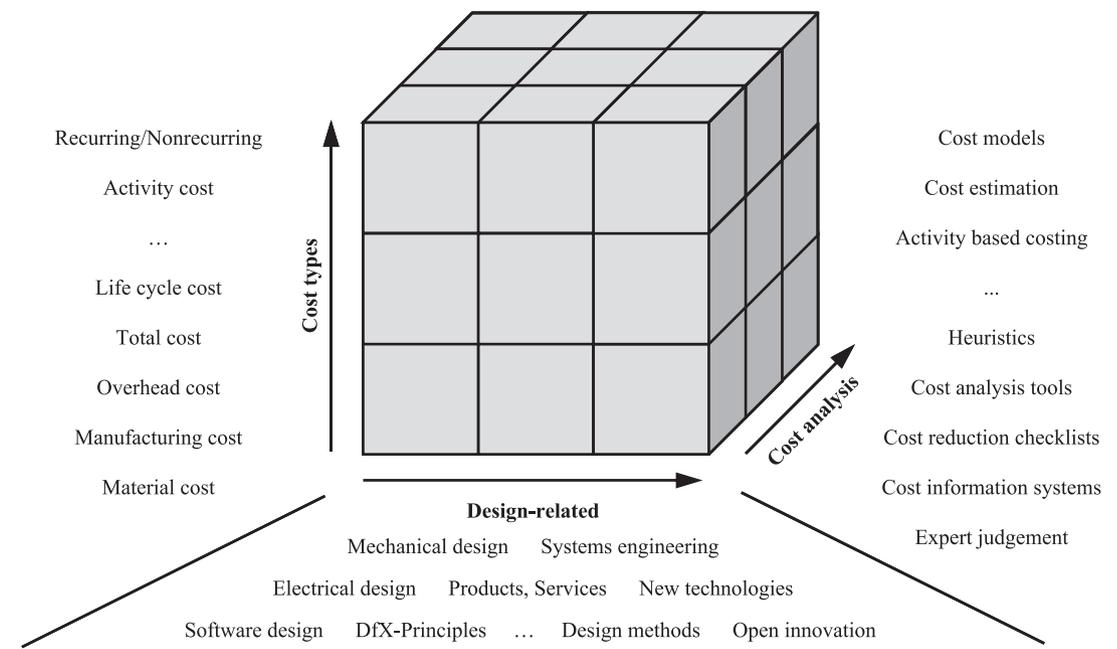 Recurring/Nonrecurring
Activity cost
…
Life cycle cost
Total cost
Overhead cost
Manufacturing cost
Material cost
Cost types
Design-related
Mechanical design Systems engineering
Electrical design Products, Services New technologies
Software design DfX-Principles … Design methods Open innovation
Cost analysis
Cost models
Cost estimation
Activity based costing
...
Heuristics
Cost analysis tools
Cost reduction checklists
Cost information systems
Expert judgement